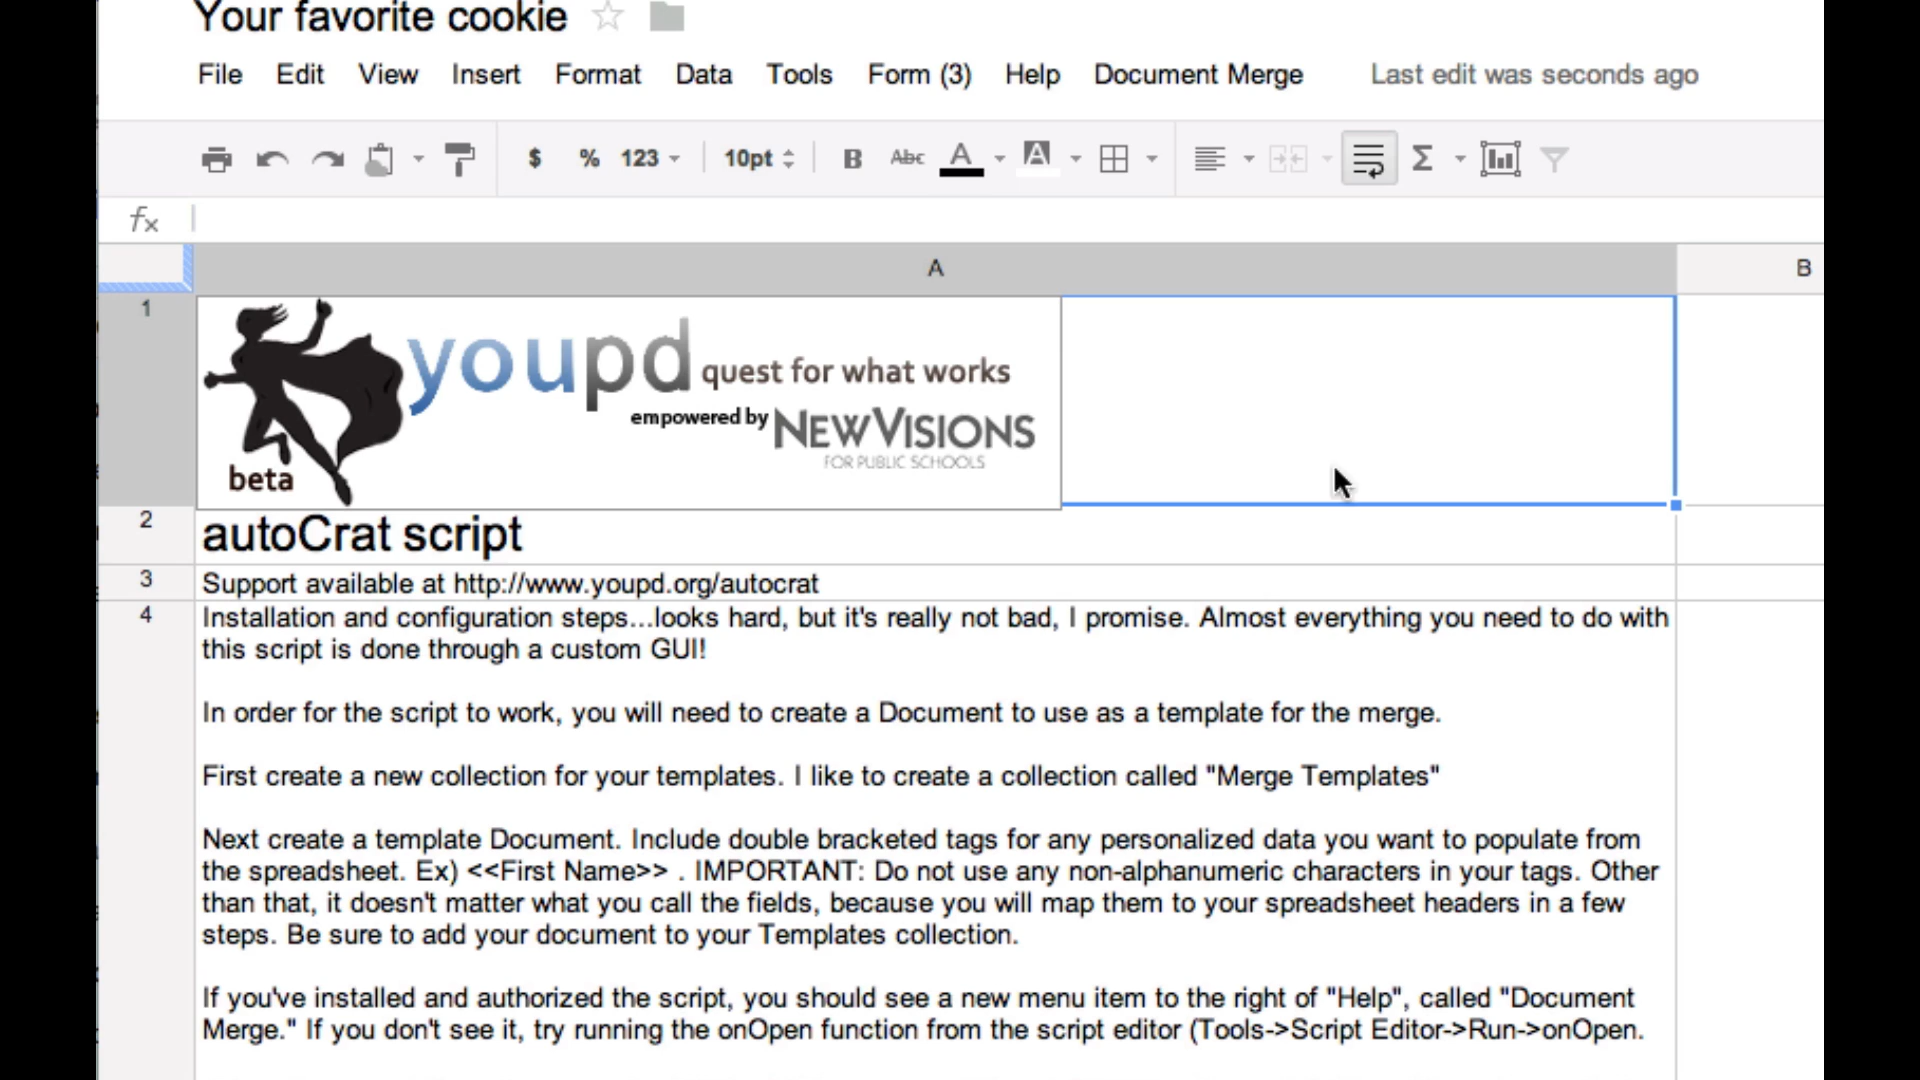 Your favorite cookie
File Edit View Insert Format Data Tools Form (3) Help Document Merge Last edit was seconds ago
$ % 123 10pt B Abc A A Σ
fx
A B
1
youpd quest for what works
empowered by NEW VISIONS
FOR PUBLIC SCHOOLS
beta
2 autoCrat script
3 Support available at http://www.youpd.org/autocrat
4 Installation and configuration steps...looks hard, but it's really not bad, I promise. Almost everything you need to do with
this script is done through a custom GUI!
In order for the script to work, you will need to create a Document to use as a template for the merge.
First create a new collection for your templates. I like to create a collection called "Merge Templates"
Next create a template Document. Include double bracketed tags for any personalized data you want to populate from
the spreadsheet. Ex) <<First Name>> . IMPORTANT: Do not use any non-alphanumeric characters in your tags. Other
than that, it doesn't matter what you call the fields, because you will map them to your spreadsheet headers in a few
steps. Be sure to add your document to your Templates collection.
If you've installed and authorized the script, you should see a new menu item to the right of "Help", called "Document
Merge." If you don't see it, try running the onOpen function from the script editor (Tools->Script Editor->Run->onOpen.